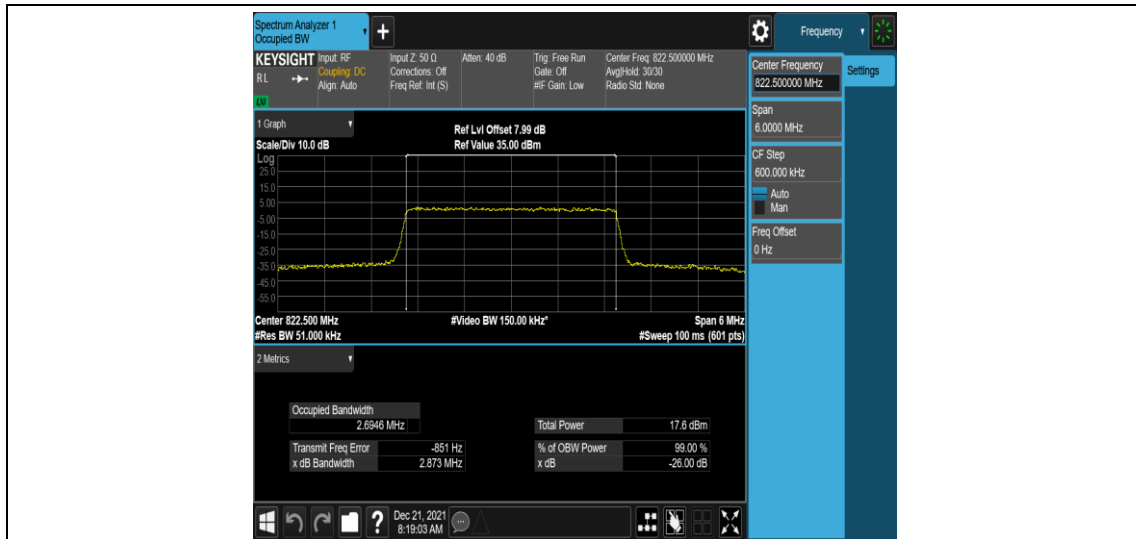 Spectrum Analyzer 1
Occupied BW
+
Frequency
KEYSIGHT
RL
LXI
Input: RF
Coupling: DC
Align: Auto
Input Z: 50 Ω
Corrections: Off
Freq Ref: Int (S)
Atten: 40 dB
Trig: Free Run
Gate: Off
#IF Gain: Low
Center Freq: 822.500000 MHz
Avg|Hold: 30/30
Radio Std: None
Center Frequency
822.500000 MHz
Settings
Span
6.0000 MHz
CF Step
600.000 kHz
Auto
Man
Freq Offset
0 Hz
1 Graph
Scale/Div 10.0 dB
Ref Lvl Offset 7.99 dB
Ref Value 35.00 dBm
Log
25.0
15.0
5.00
-5.00
-15.0
-25.0
-35.0
-45.0
-55.0
Center 822.500 MHz
#Video BW 150.00 kHz*
Span 6 MHz
#Res BW 51.000 kHz
#Sweep 100 ms (601 pts)
2 Metrics
Occupied Bandwidth
2.6946 MHz
Total Power 17.6 dBm
Transmit Freq Error -851 Hz
% of OBW Power 99.00 %
x dB Bandwidth 2.873 MHz
x dB -26.00 dB
?
Dec 21, 2021
8:19:03 AM